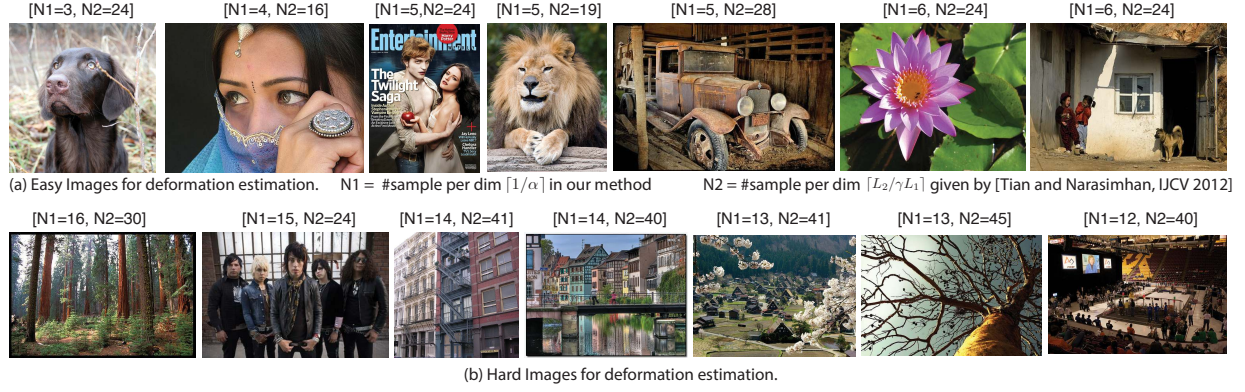 [N1=3, N2=24] [N1=4, N2=16] [N1=5,N2=24] [N1=5, N2=19] [N1=5, N2=28] [N1=6, N2=24] [N1=6, N2=24]
Entertainment
The
Twilight
Saga
(a) Easy Images for deformation estimation. N1 = #sample per dim ⌈1/α⌉ in our method N2 = #sample per dim ⌈L₂/γL₁⌉ given by [Tian and Narasimhan, IJCV 2012]
[N1=16, N2=30] [N1=15, N2=24] [N1=14, N2=41] [N1=14, N2=40] [N1=13, N2=41] [N1=13, N2=45] [N1=12, N2=40]
(b) Hard Images for deformation estimation.